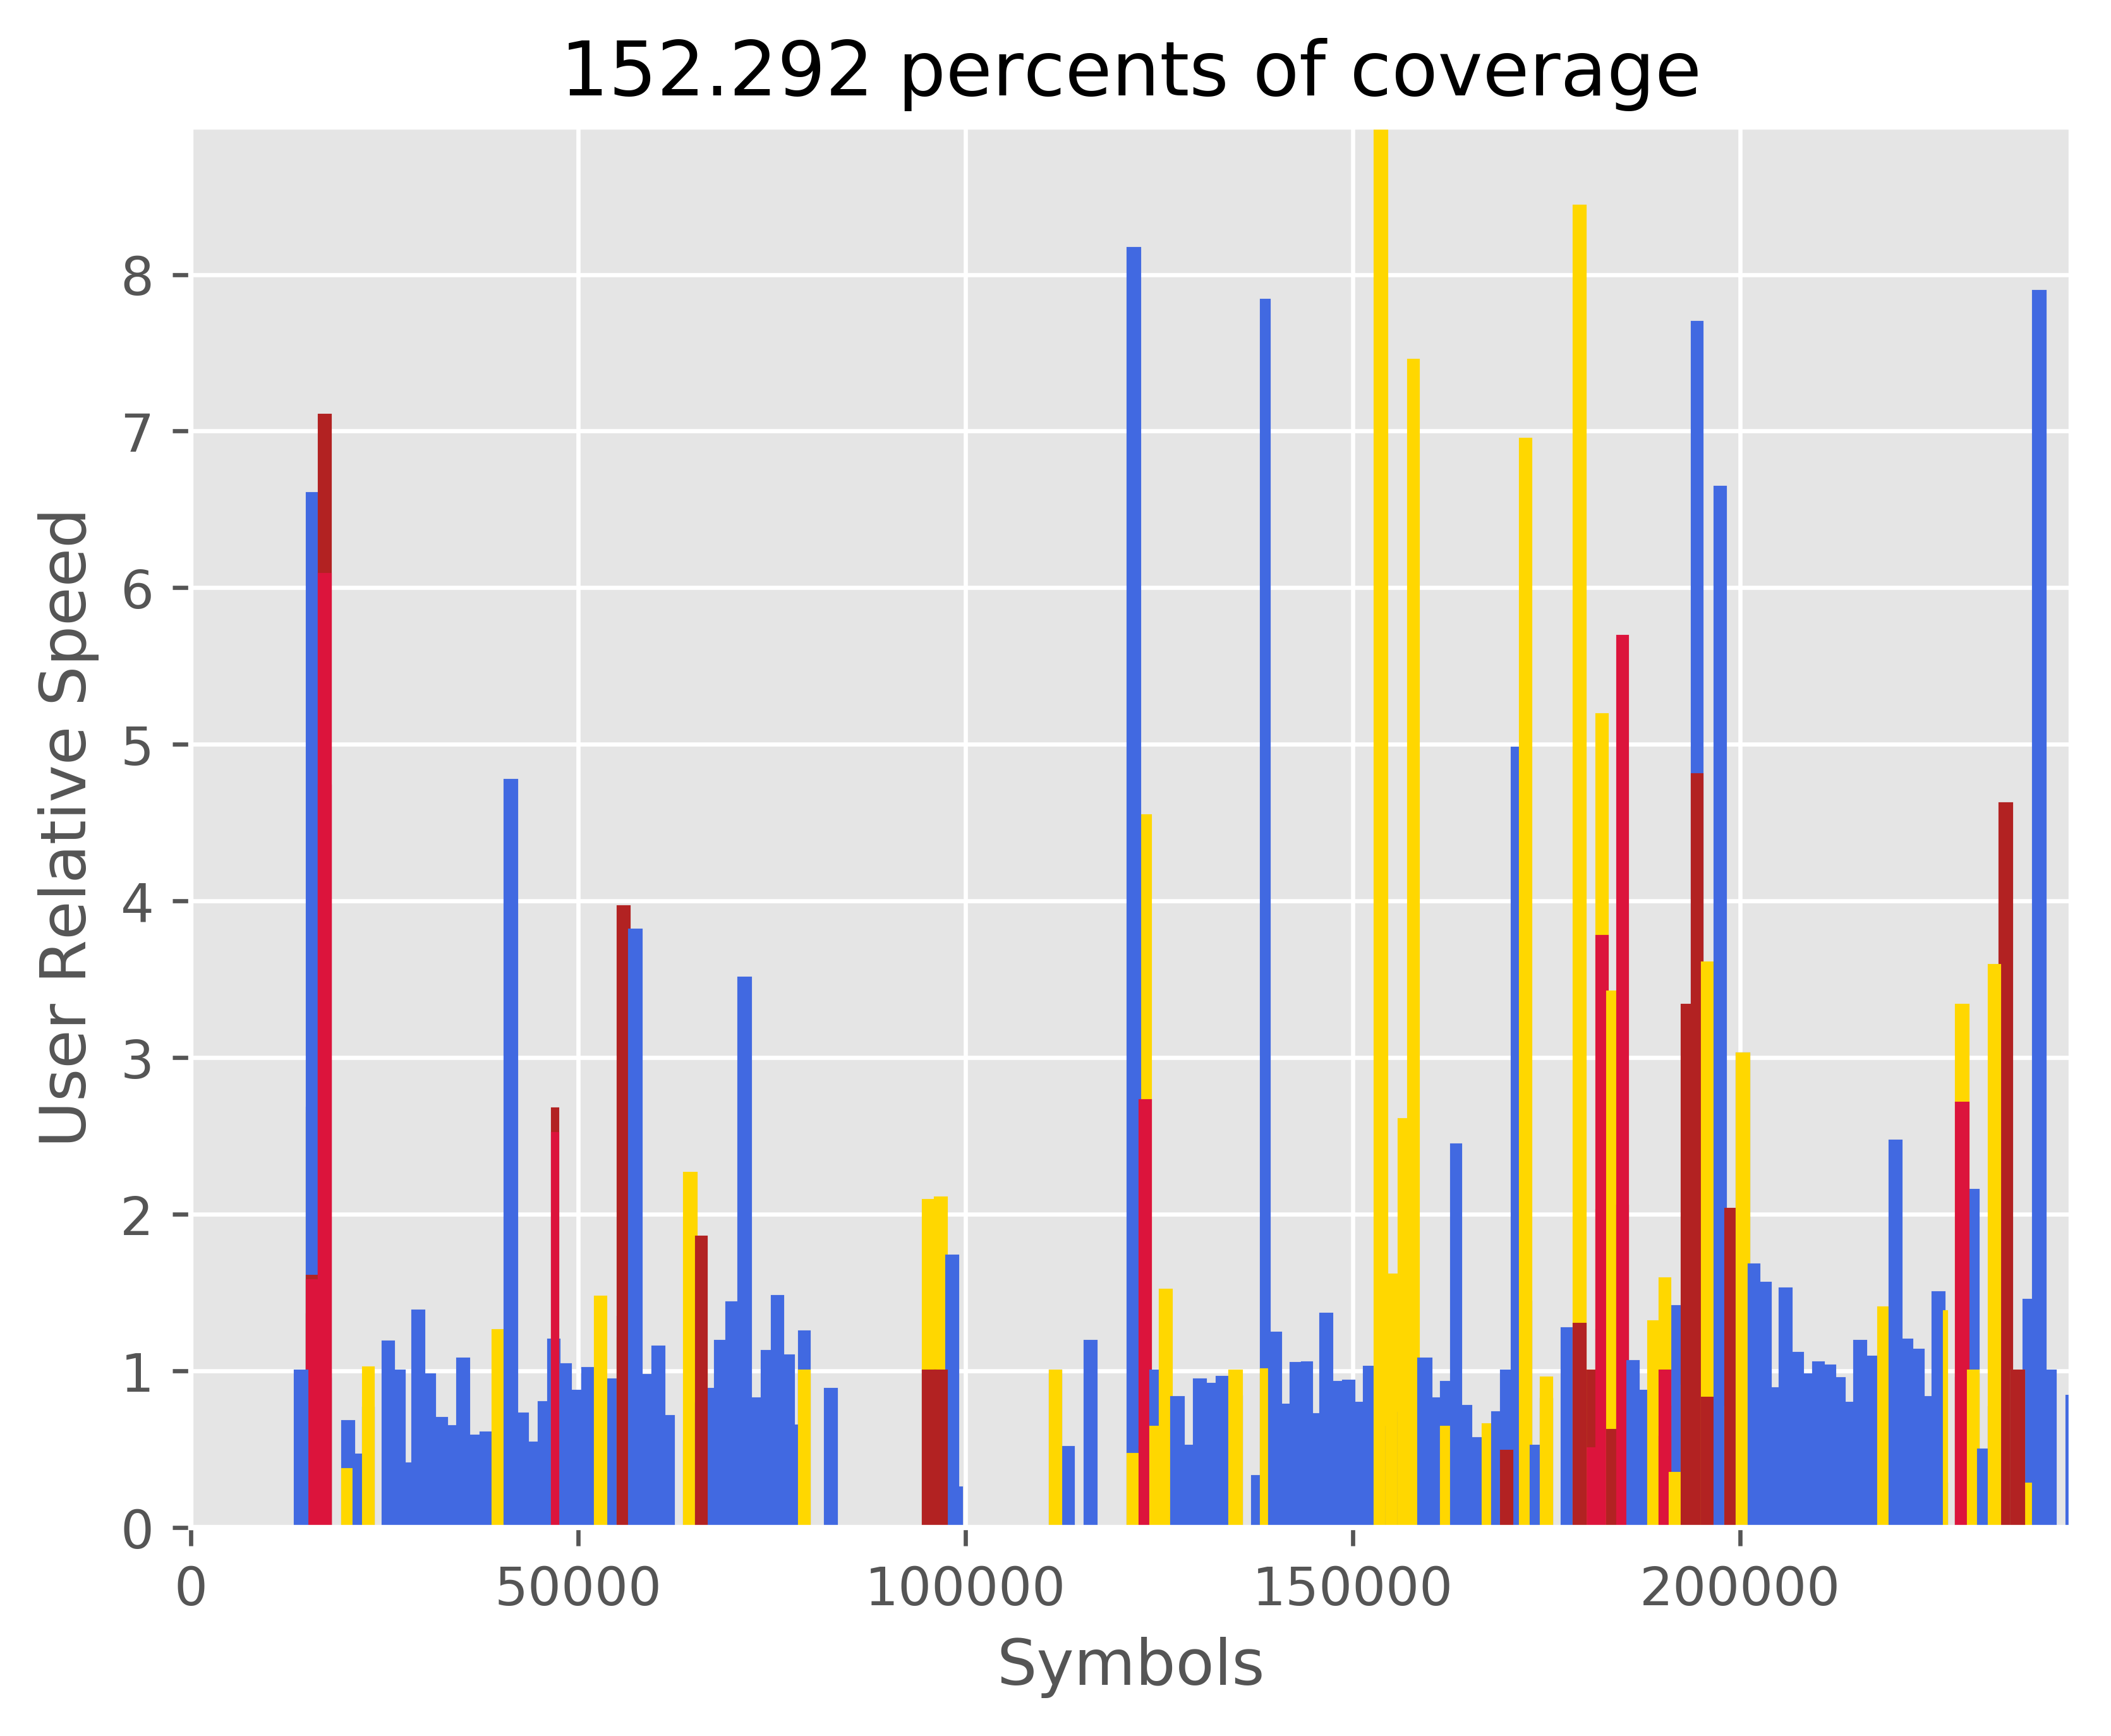 152.292 percents of coverage
User Relative Speed
8
7
6
5
4
3
2
1
0
0 50000 100000 150000 200000
Symbols